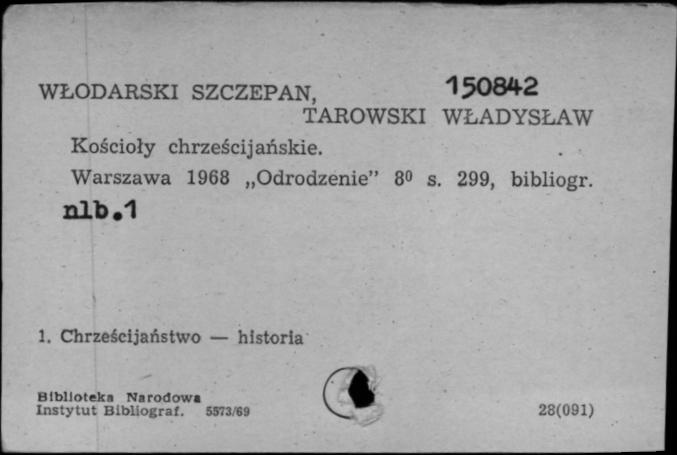 WŁODARSKI SZCZEPAN, 150842
TAROWSKI WŁADYSŁAW
Kościoły chrześcijańskie.
Warszawa 1968 „Odrodzenie” 8⁰ s. 299, bibliogr.
nlb.1
1. Chrześcijaństwo — historia
Biblioteka Narodowa
Instytut Bibliograf. 5573/69 28(091)